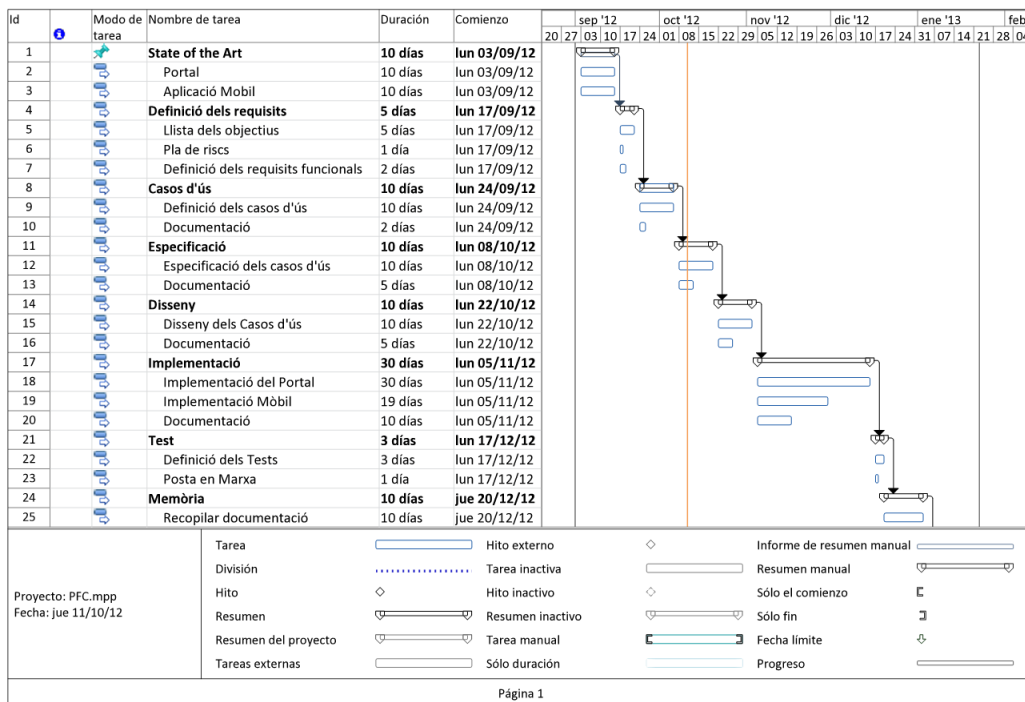 Id Modo de tarea Nombre de tarea Duración Comienzo sep '12 oct '12 nov '12 dic '12 ene '13 feb
20 27 03 10 17 24 01 08 15 22 29 05 12 19 26 03 10 17 24 31 07 14 21 28 04
1 State of the Art 10 días lun 03/09/12
2 Portal 10 días lun 03/09/12
3 Aplicació Mobil 10 días lun 03/09/12
4 Definició dels requisits 5 días lun 17/09/12
5 Llista dels objectius 5 días lun 17/09/12
6 Pla de riscs 1 día lun 17/09/12
7 Definició dels requisits funcionals 2 días lun 17/09/12
8 Casos d'ús 10 días lun 24/09/12
9 Definició dels casos d'ús 10 días lun 24/09/12
10 Documentació 2 días lun 24/09/12
11 Especificació 10 días lun 08/10/12
12 Especificació dels casos d'ús 10 días lun 08/10/12
13 Documentació 5 días lun 08/10/12
14 Disseny 10 días lun 22/10/12
15 Disseny dels Casos d'ús 10 días lun 22/10/12
16 Documentació 5 días lun 22/10/12
17 Implementació 30 días lun 05/11/12
18 Implementació del Portal 30 días lun 05/11/12
19 Implementació Mòbil 19 días lun 05/11/12
20 Documentació 10 días lun 05/11/12
21 Test 3 días lun 17/12/12
22 Definició dels Tests 3 días lun 17/12/12
23 Posta en Marxa 1 día lun 17/12/12
24 Memòria 10 días jue 20/12/12
25 Recopilar documentació 10 días jue 20/12/12
Proyecto: PFC.mpp
Fecha: jue 11/10/12
Tarea Hito externo Informe de resumen manual
División Tarea inactiva Resumen manual
Hito Hito inactivo Sólo el comienzo
Resumen Resumen inactivo Sólo fin
Resumen del proyecto Tarea manual Fecha límite
Tareas externas Sólo duración Progreso
Página 1